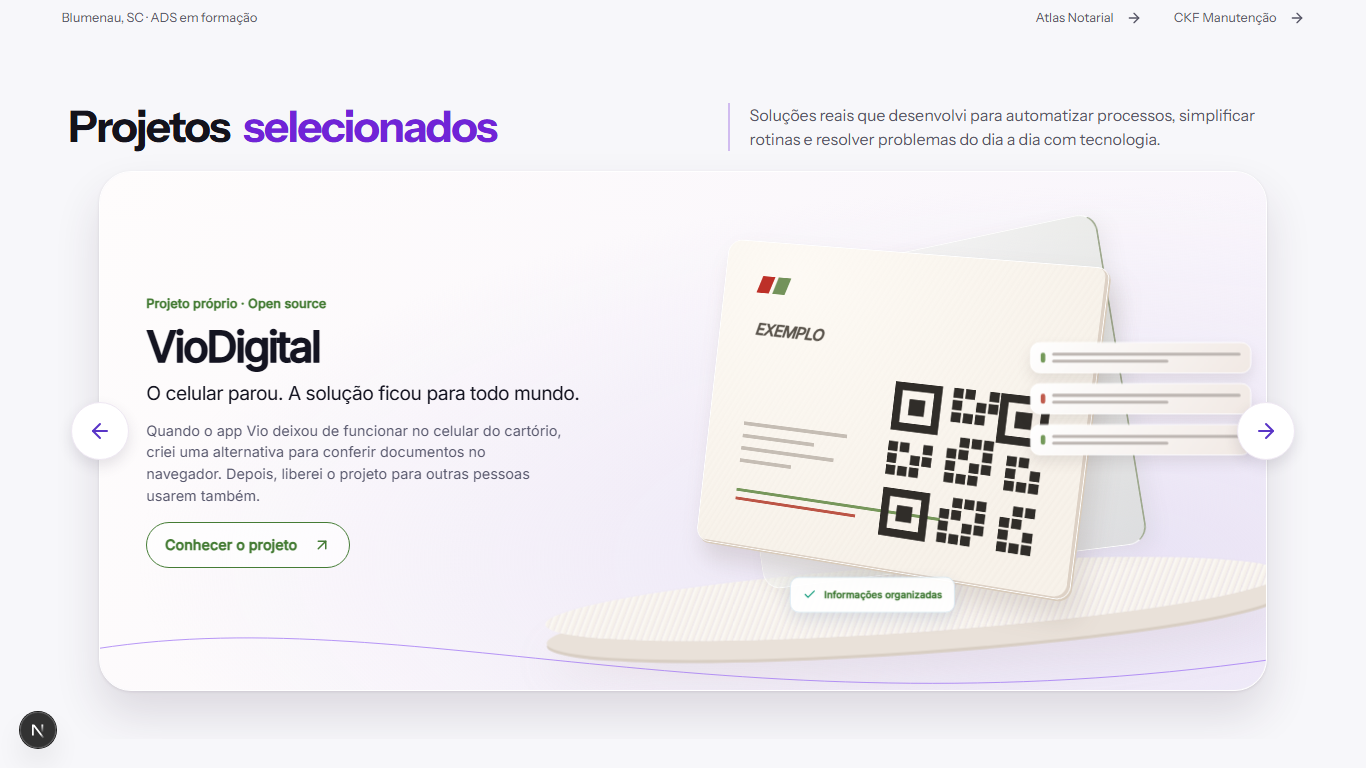 Blumenau, SC · ADS em formação
Atlas Notarial →
CKF Manutenção →
Projetos selecionados
Soluções reais que desenvolvi para automatizar processos, simplificar
rotinas e resolver problemas do dia a dia com tecnologia.
Projeto próprio · Open source
VioDigital
O celular parou. A solução ficou para todo mundo.
Quando o app Vio deixou de funcionar no celular do cartório,
criei uma alternativa para conferir documentos no
navegador. Depois, liberei o projeto para outras pessoas
usarem também.
Conhecer o projeto
EXEMPLO
Informações organizadas
N